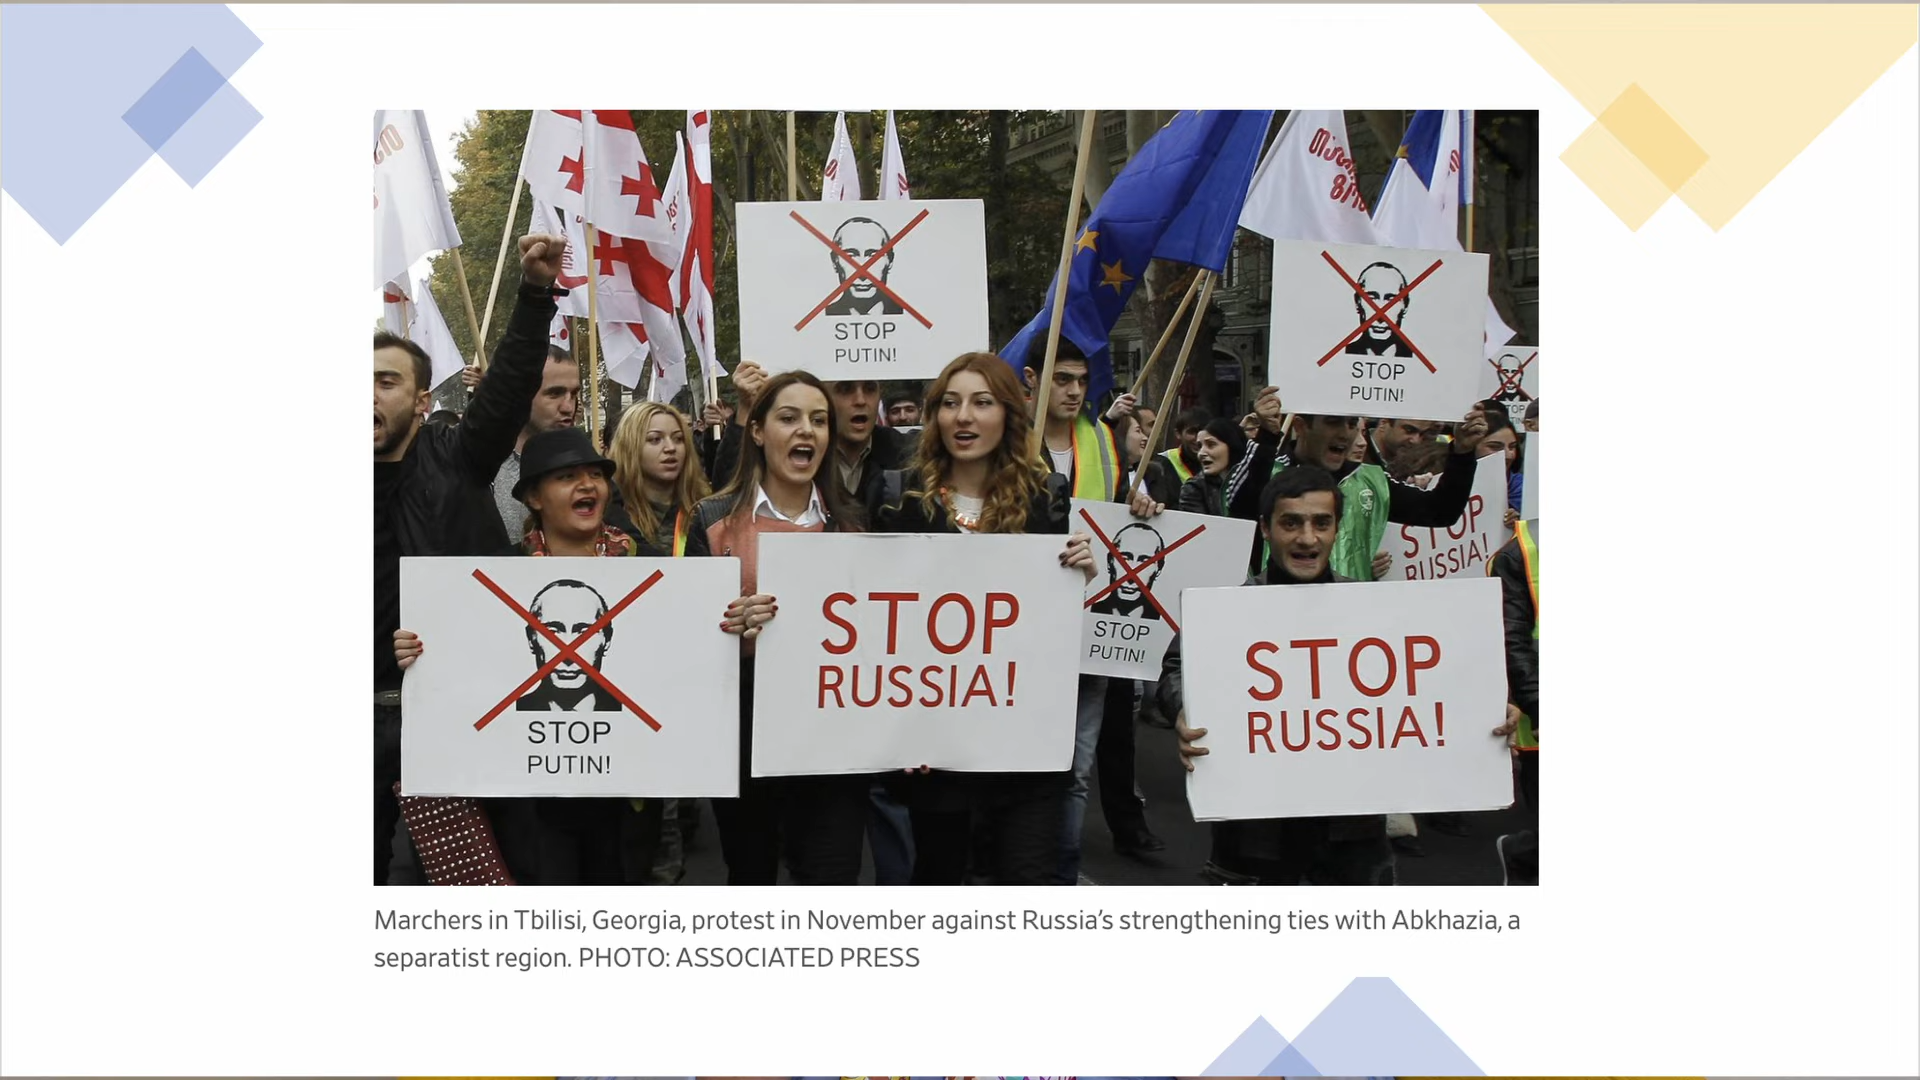 STOP
PUTIN!
STOP
PUTIN!
STOP
RUSSIA!
STOP
PUTIN!
STOP
RUSSIA!
STOP
PUTIN!
STOP
RUSSIA!
Marchers in Tbilisi, Georgia, protest in November against Russia’s strengthening ties with Abkhazia, a
separatist region. PHOTO: ASSOCIATED PRESS